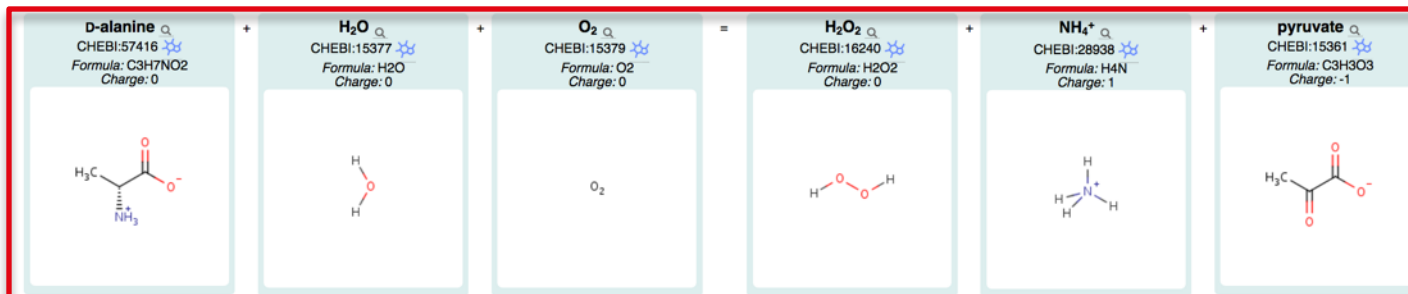 D-alanine + H₂O + O₂ = H₂O₂ + NH₄⁺ + pyruvate
CHEBI:57416 CHEBI:15377 CHEBI:15379 CHEBI:16240 CHEBI:28938 CHEBI:15361
Formula: C3H7NO2 Formula: H2O Formula: O2 Formula: H2O2 Formula: H4N Formula: C3H3O3
Charge: 0 Charge: 0 Charge: 0 Charge: 0 Charge: 1 Charge: -1
H₃C O O⁻ NH₃⁺
H O H
O₂
H O O H
H N⁺ H H H
H₃C O O O⁻